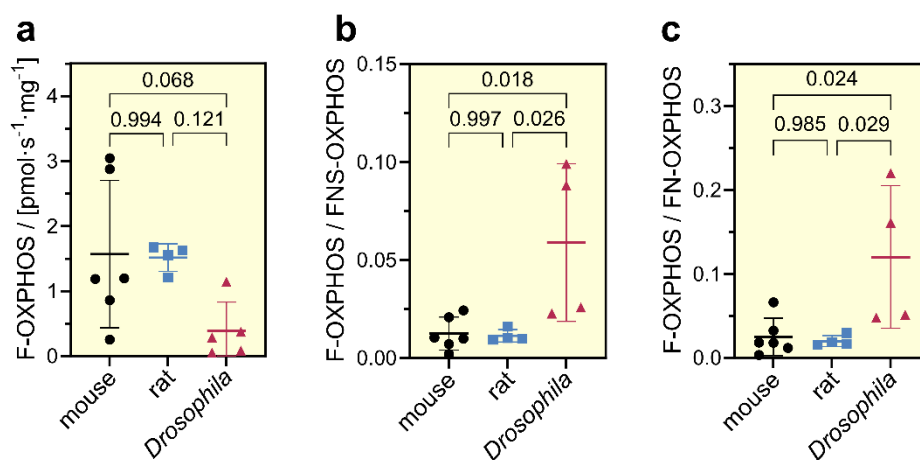 a
F-OXPHOS / [pmol·s⁻¹·mg⁻¹]
4
3
2
1
0
0.068
0.994
0.121
mouse
rat
Drosophila
b
F-OXPHOS / FNS-OXPHOS
0.15
0.10
0.05
0.00
0.018
0.997
0.026
mouse
rat
Drosophila
c
F-OXPHOS / FN-OXPHOS
0.3
0.2
0.1
0.0
0.024
0.985
0.029
mouse
rat
Drosophila